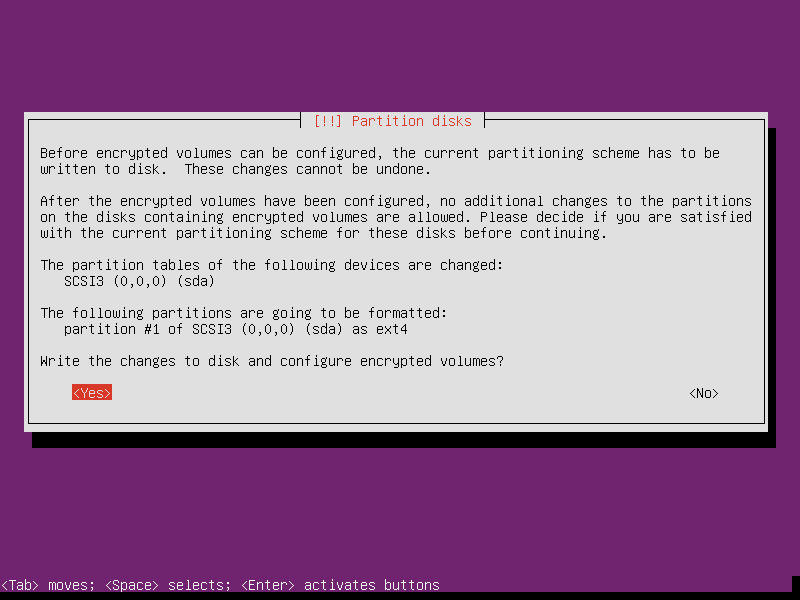 [!!] Partition disks
Before encrypted volumes can be configured, the current partitioning scheme has to be
written to disk.  These changes cannot be undone.
After the encrypted volumes have been configured, no additional changes to the partitions
on the disks containing encrypted volumes are allowed. Please decide if you are satisfied
with the current partitioning scheme for these disks before continuing.
The partition tables of the following devices are changed:
SCSI3 (0,0,0) (sda)
The following partitions are going to be formatted:
partition #1 of SCSI3 (0,0,0) (sda) as ext4
Write the changes to disk and configure encrypted volumes?
<Yes> <No>
<Tab> moves; <Space> selects; <Enter> activates buttons